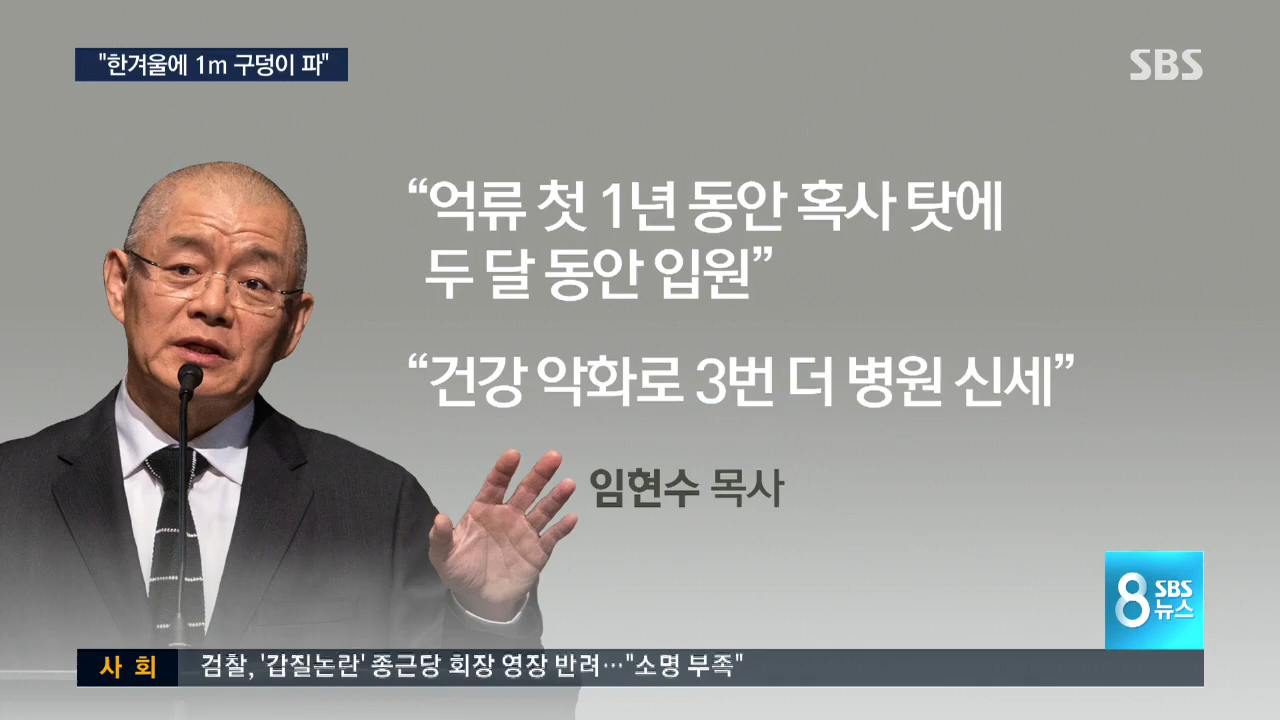 "한겨울에 1m 구덩이 파"
SBS
“억류 첫 1년 동안 혹사 탓에
두 달 동안 입원”
“건강 악화로 3번 더 병원 신세”
임현수 목사
8 SBS
뉴스
사 회 검찰, '갑질논란' 종근당 회장 영장 반려…"소명 부족"